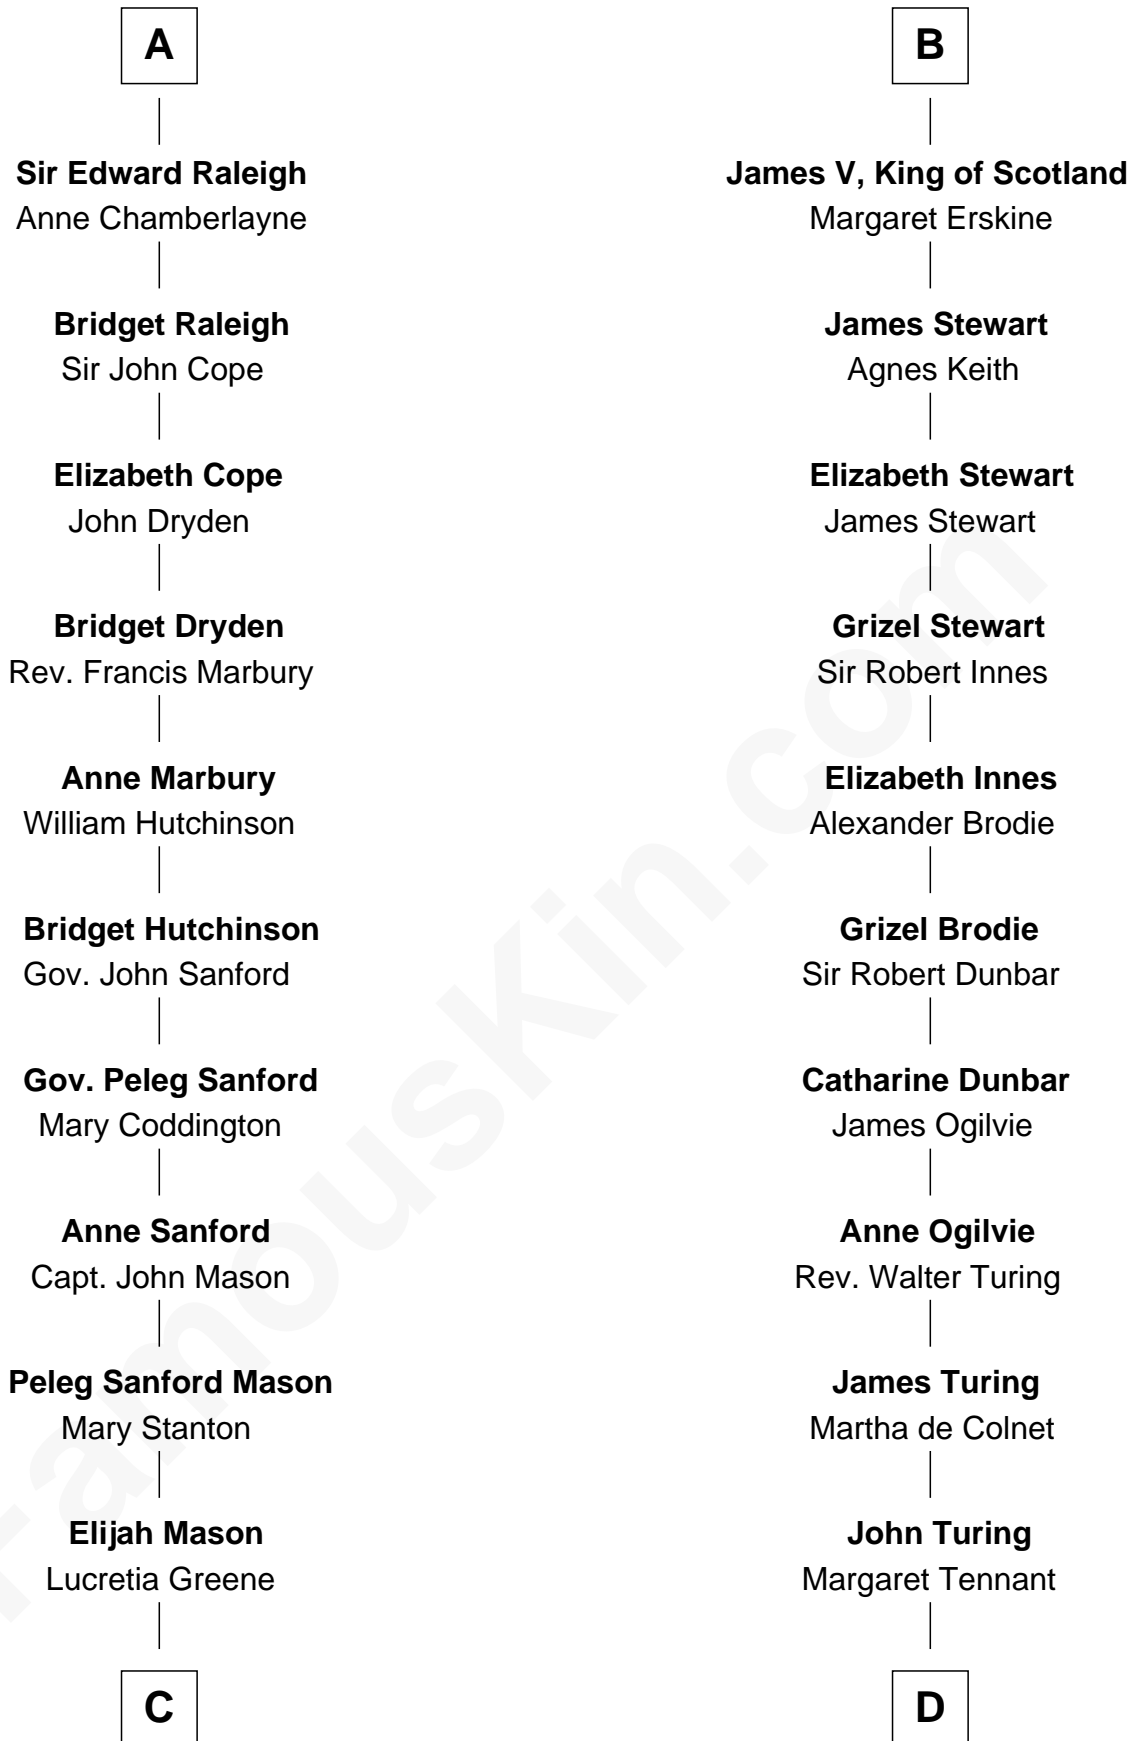 A
Sir Edward Raleigh
Anne Chamberlayne
Bridget Raleigh
Sir John Cope
Elizabeth Cope
John Dryden
Bridget Dryden
Rev. Francis Marbury
Anne Marbury
William Hutchinson
Bridget Hutchinson
Gov. John Sanford
Gov. Peleg Sanford
Mary Coddington
Anne Sanford
Capt. John Mason
Peleg Sanford Mason
Mary Stanton
Elijah Mason
Lucretia Greene
C
B
James V, King of Scotland
Margaret Erskine
James Stewart
Agnes Keith
Elizabeth Stewart
James Stewart
Grizel Stewart
Sir Robert Innes
Elizabeth Innes
Alexander Brodie
Grizel Brodie
Sir Robert Dunbar
Catharine Dunbar
James Ogilvie
Anne Ogilvie
Rev. Walter Turing
James Turing
Martha de Colnet
John Turing
Margaret Tennant
D
FamousKin.com